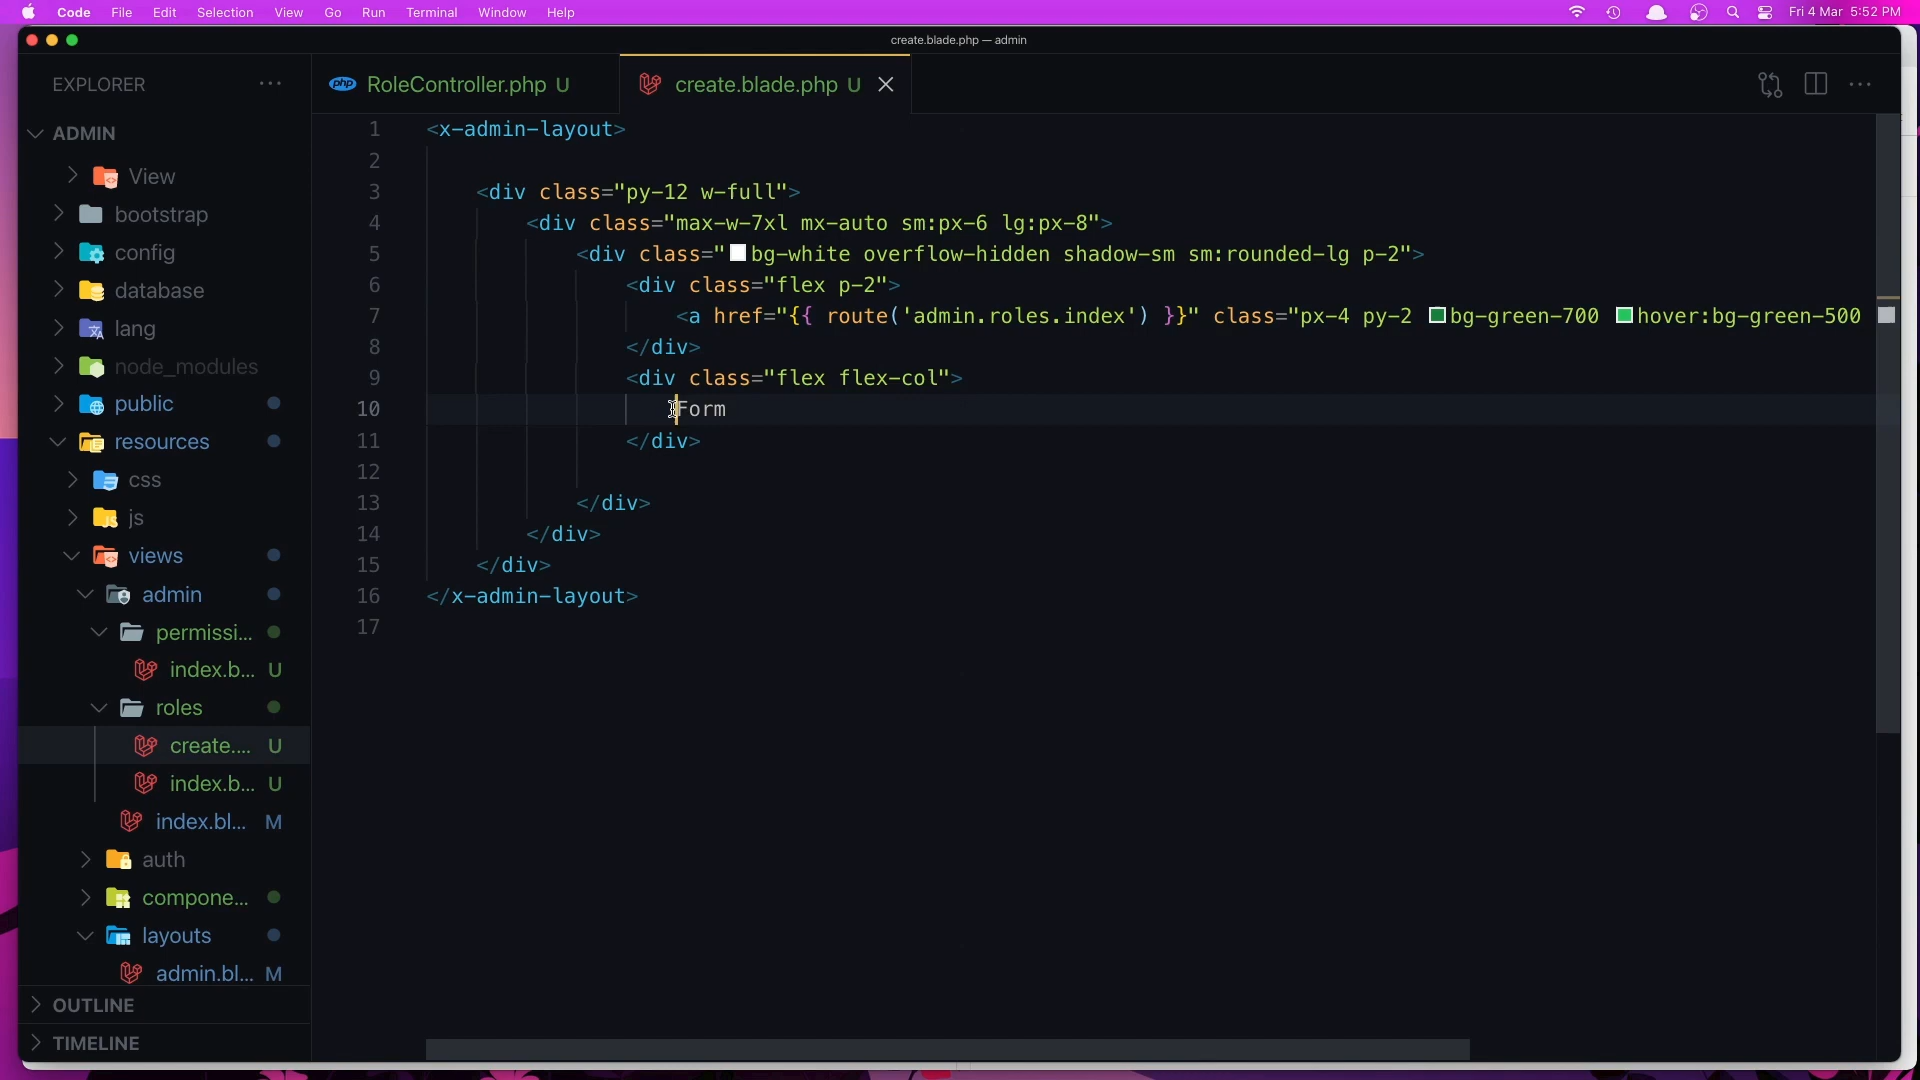 Code File Edit Selection View Go Run Terminal Window Help Fri 4 Mar 5:52 PM
create.blade.php — admin
EXPLORER
RoleController.php U
create.blade.php U
ADMIN
View
bootstrap
config
database
lang
node_modules
public
resources
css
js
views
admin
permissi...
index.b... U
roles
create.... U
index.b... U
index.bl... M
auth
compone...
layouts
admin.bl... M
OUTLINE
TIMELINE
1 <x-admin-layout>
2
3 <div class="py-12 w-full">
4 <div class="max-w-7xl mx-auto sm:px-6 lg:px-8">
5 <div class="bg-white overflow-hidden shadow-sm sm:rounded-lg p-2">
6 <div class="flex p-2">
7 <a href="{{ route('admin.roles.index') }}" class="px-4 py-2 bg-green-700 hover:bg-green-500
8 </div>
9 <div class="flex flex-col">
10 Form
11 </div>
12
13 </div>
14 </div>
15 </div>
16 </x-admin-layout>
17